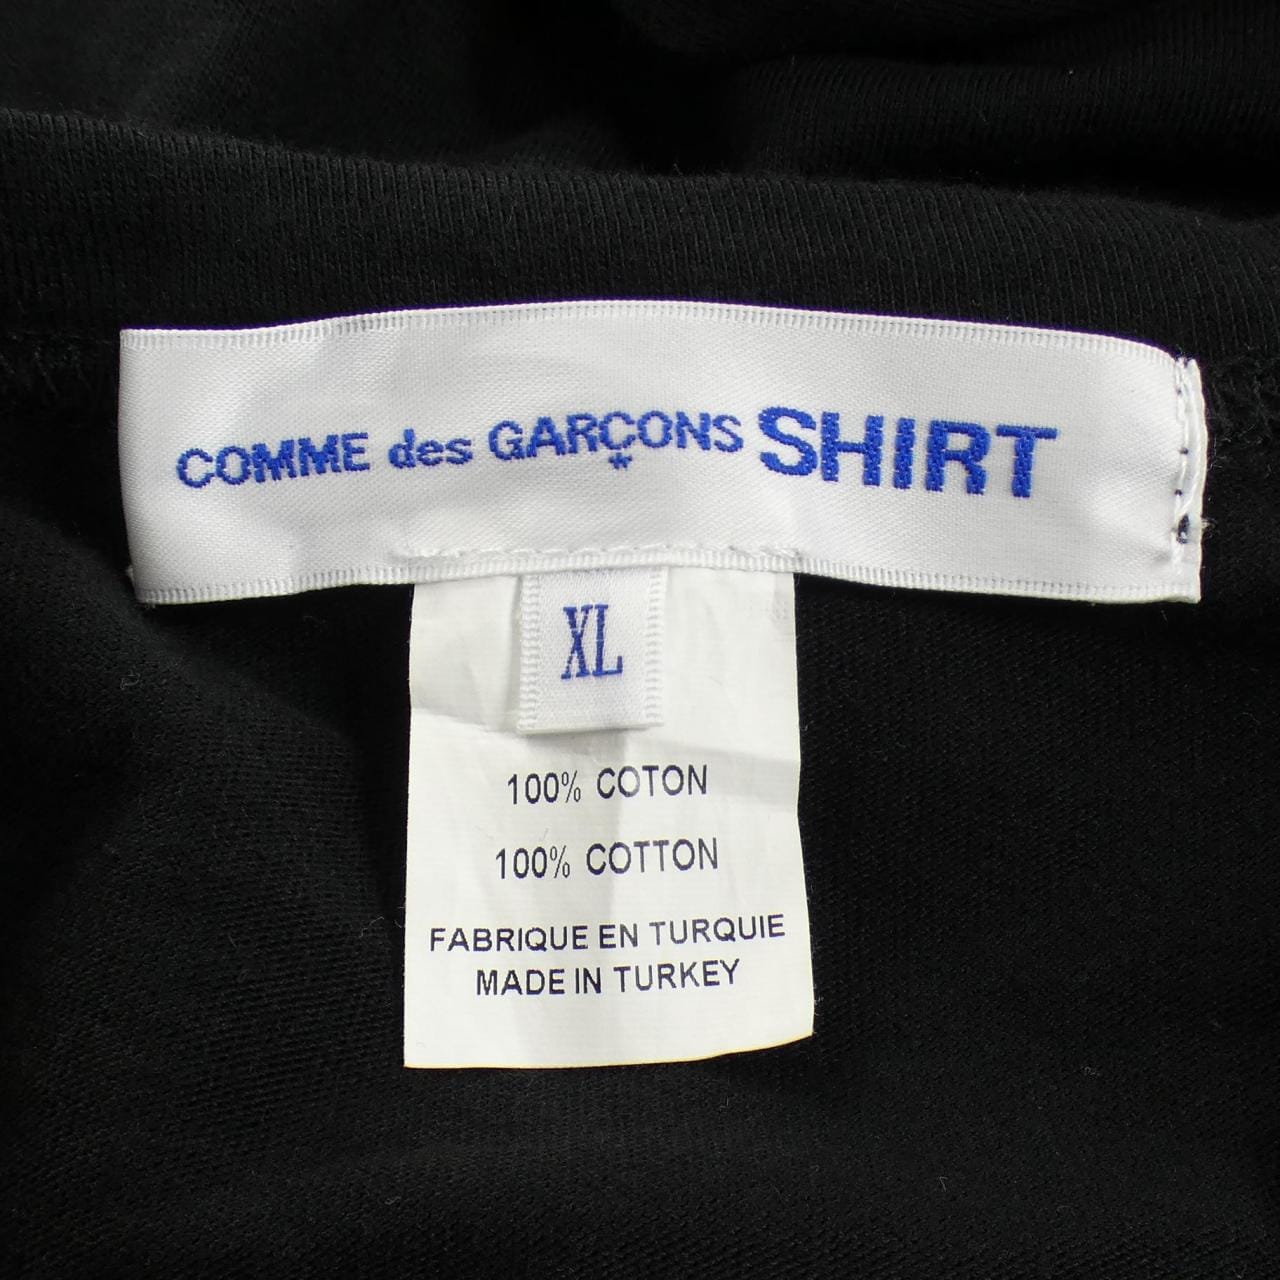 COMME des GARÇONS SHIRT
XL
100% COTON
100% COTTON
FABRIQUE EN TURQUIE
MADE IN TURKEY